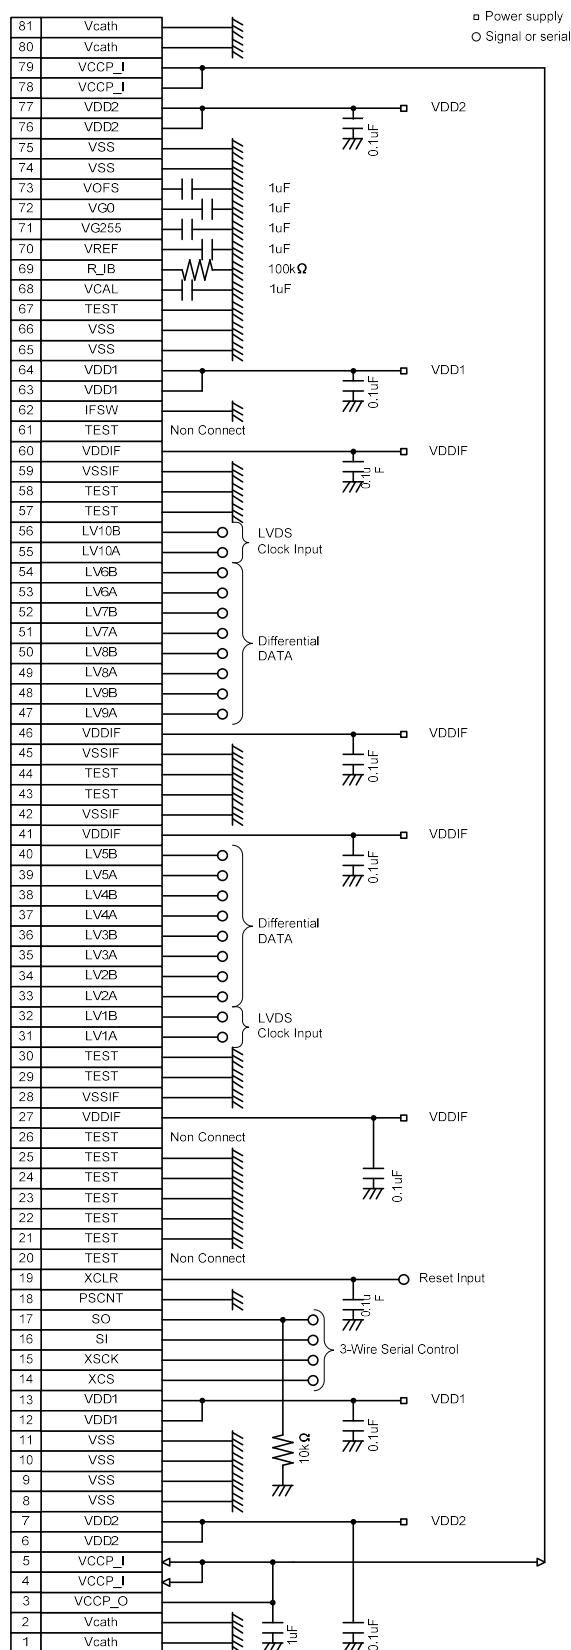 Power supply
Signal or serial
81 Vcath
80 Vcath
79 VCCP_I
78 VCCP_I
77 VDD2 VDD2
76 VDD2
0.1uF
75 VSS
74 VSS
73 VOFS 1uF
72 VG0 1uF
71 VG255 1uF
70 VREF 1uF
69 R_IB 100kΩ
68 VCAL 1uF
67 TEST
66 VSS
65 VSS
64 VDD1 VDD1
63 VDD1
0.1uF
62 IFSW
61 TEST Non Connect
60 VDDIF VDDIF
0.1u
F
59 VSSIF
58 TEST
57 TEST
56 LV10B LVDS
55 LV10A Clock Input
54 LV6B
53 LV6A
52 LV7B
51 LV7A Differential
50 LV8B DATA
49 LV8A
48 LV9B
47 LV9A
46 VDDIF VDDIF
0.1uF
45 VSSIF
44 TEST
43 TEST
42 VSSIF
41 VDDIF VDDIF
0.1uF
40 LV5B
39 LV5A
38 LV4B
37 LV4A Differential
36 LV3B DATA
35 LV3A
34 LV2B
33 LV2A
32 LV1B LVDS
31 LV1A Clock Input
30 TEST
29 TEST
28 VSSIF
27 VDDIF VDDIF
0.1uF
26 TEST Non Connect
25 TEST
24 TEST
23 TEST
22 TEST
21 TEST
20 TEST Non Connect
19 XCLR Reset Input
0.1u
F
18 PSCNT
17 SO
16 SI 3-Wire Serial Control
15 XSCK
14 XCS
13 VDD1 VDD1
12 VDD1
0.1uF
10kΩ
11 VSS
10 VSS
9 VSS
8 VSS
7 VDD2 VDD2
6 VDD2
5 VCCP_I
4 VCCP_I
3 VCCP_O
2 Vcath
1 Vcath
1uF
0.1uF